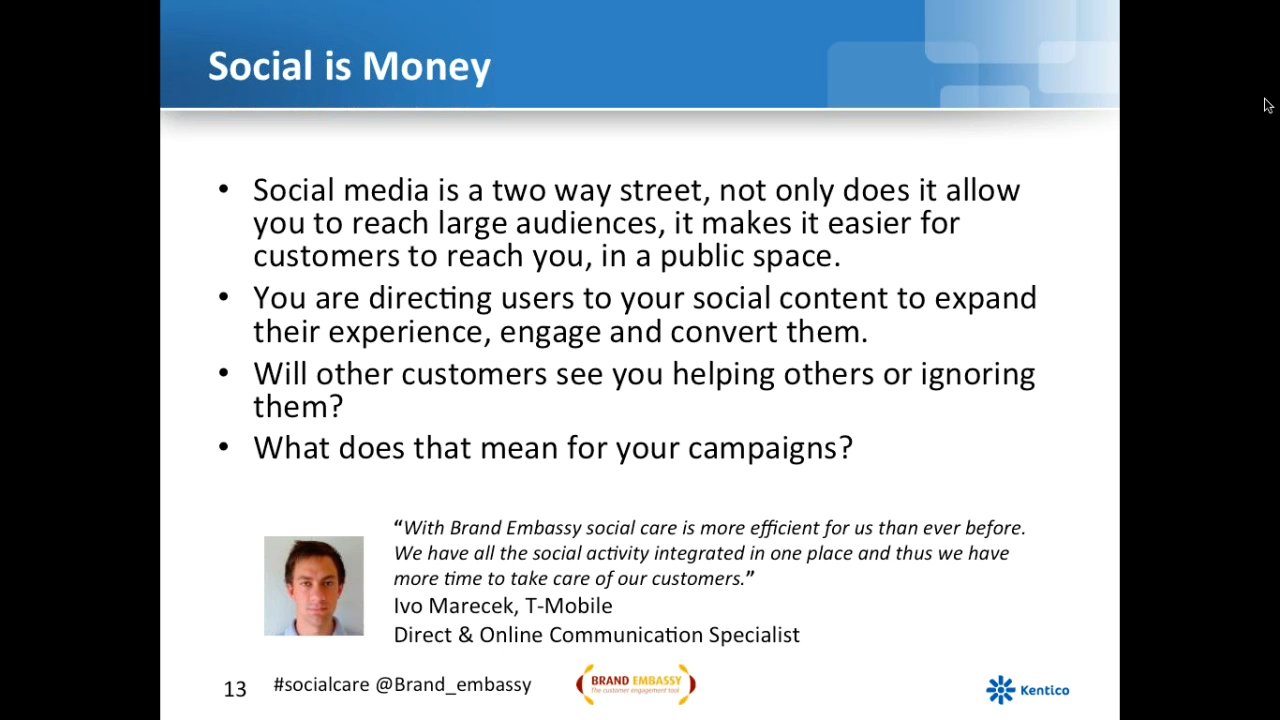 Social is Money
• Social media is a two way street, not only does it allow
you to reach large audiences, it makes it easier for
customers to reach you, in a public space.
• You are directing users to your social content to expand
their experience, engage and convert them.
• Will other customers see you helping others or ignoring
them?
• What does that mean for your campaigns?
“With Brand Embassy social care is more efficient for us than ever before.
We have all the social activity integrated in one place and thus we have
more time to take care of our customers.”
Ivo Marecek, T-Mobile
Direct & Online Communication Specialist
13
#socialcare @Brand_embassy
BRAND EMBASSY
The customer engagement tool
Kentico